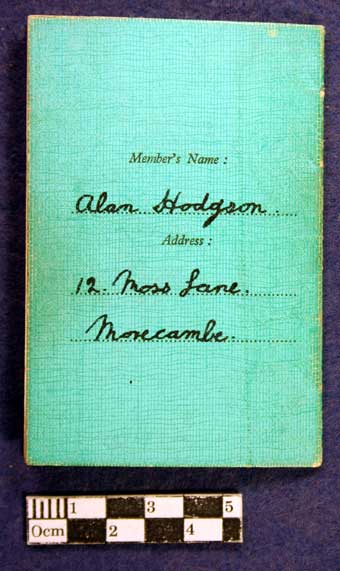 Member's Name :
Alan Hodgson.
Address :
12. Moss Lane.
Morecambe.
1 3 5
0cm 2 4